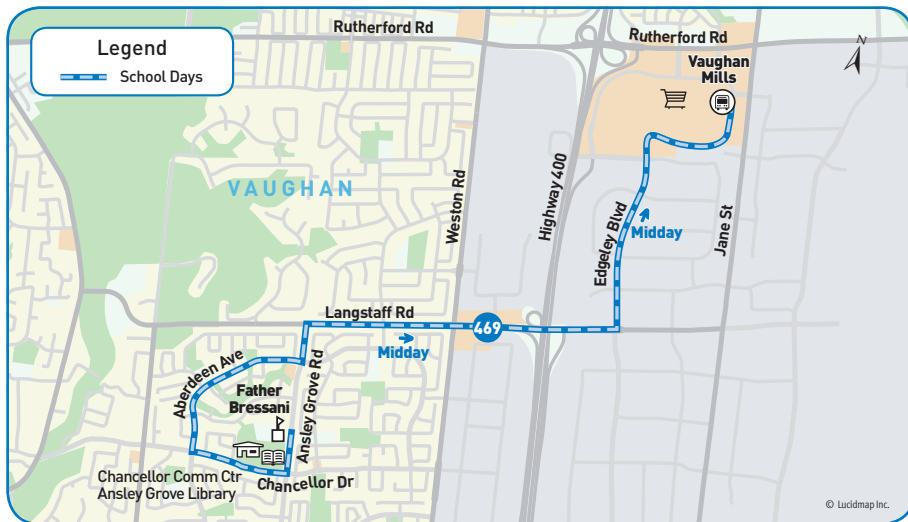 Legend
School Days
Rutherford Rd
Rutherford Rd
N
Vaughan
Mills
VAUGHAN
Weston Rd
Highway 400
Edgeley Blvd
Midday
Jane St
Langstaff Rd
469
Midday
Aberdeen Ave
Father
Bressani
Ansley Grove Rd
Chancellor Comm Ctr
Ansley Grove Library
Chancellor Dr
© Lucidmap Inc.